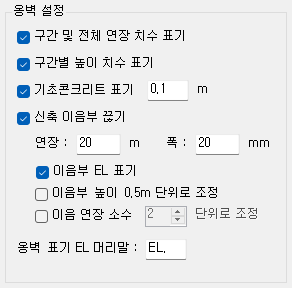 옹벽 설정
구간 및 전체 연장 치수 표기
구간별 높이 치수 표기
기초콘크리트 표기 0,1 m
신축 이음부 끊기
연장 : 20 m 폭 : 20 mm
이음부 EL 표기
이음부 높이 0,5m 단위로 조정
이음 연장 소수 2 단위로 조정
옹벽 표기 EL 머리말 : EL,